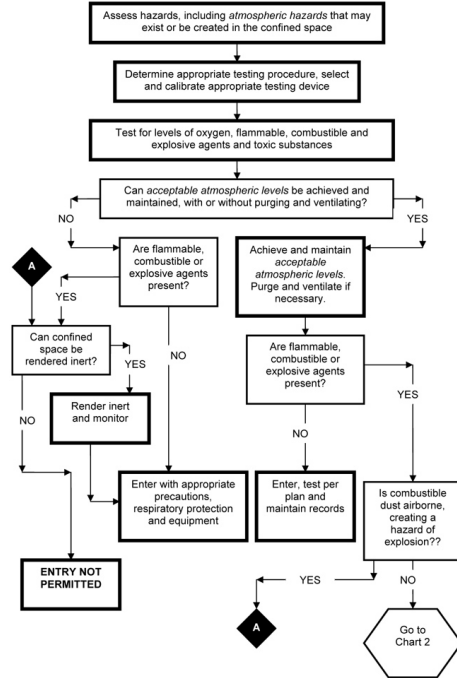 Assess hazards, including atmospheric hazards that may
exist or be created in the confined space
Determine appropriate testing procedure, select
and calibrate appropriate testing device
Test for levels of oxygen, flammable, combustible and
explosive agents and toxic substances
Can acceptable atmospheric levels be achieved and
maintained, with or without purging and ventilating?
NO
YES
Are flammable,
combustible or
explosive agents
present?
Achieve and maintain
acceptable
atmospheric levels.
Purge and ventilate if
necessary.
A
YES
Can confined
space be
rendered inert?
YES
NO
Are flammable,
combustible or
explosive agents
present?
YES
NO
Render inert
and monitor
NO
Enter with appropriate
precautions,
respiratory protection
and equipment
Enter, test per
plan and
maintain records
Is combustible
dust airborne,
creating a
hazard of
explosion??
ENTRY NOT
PERMITTED
YES
NO
A
Go to
Chart 2